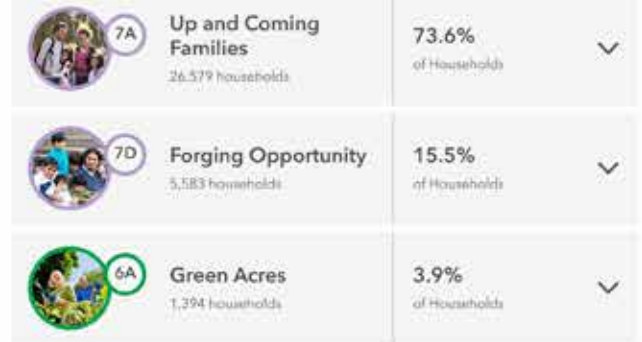 7A
Up and Coming
Families
26,579 households
73.6%
of Households
7D
Forging Opportunity
5,583 households
15.5%
of Households
6A
Green Acres
1,394 households
3.9%
of Households